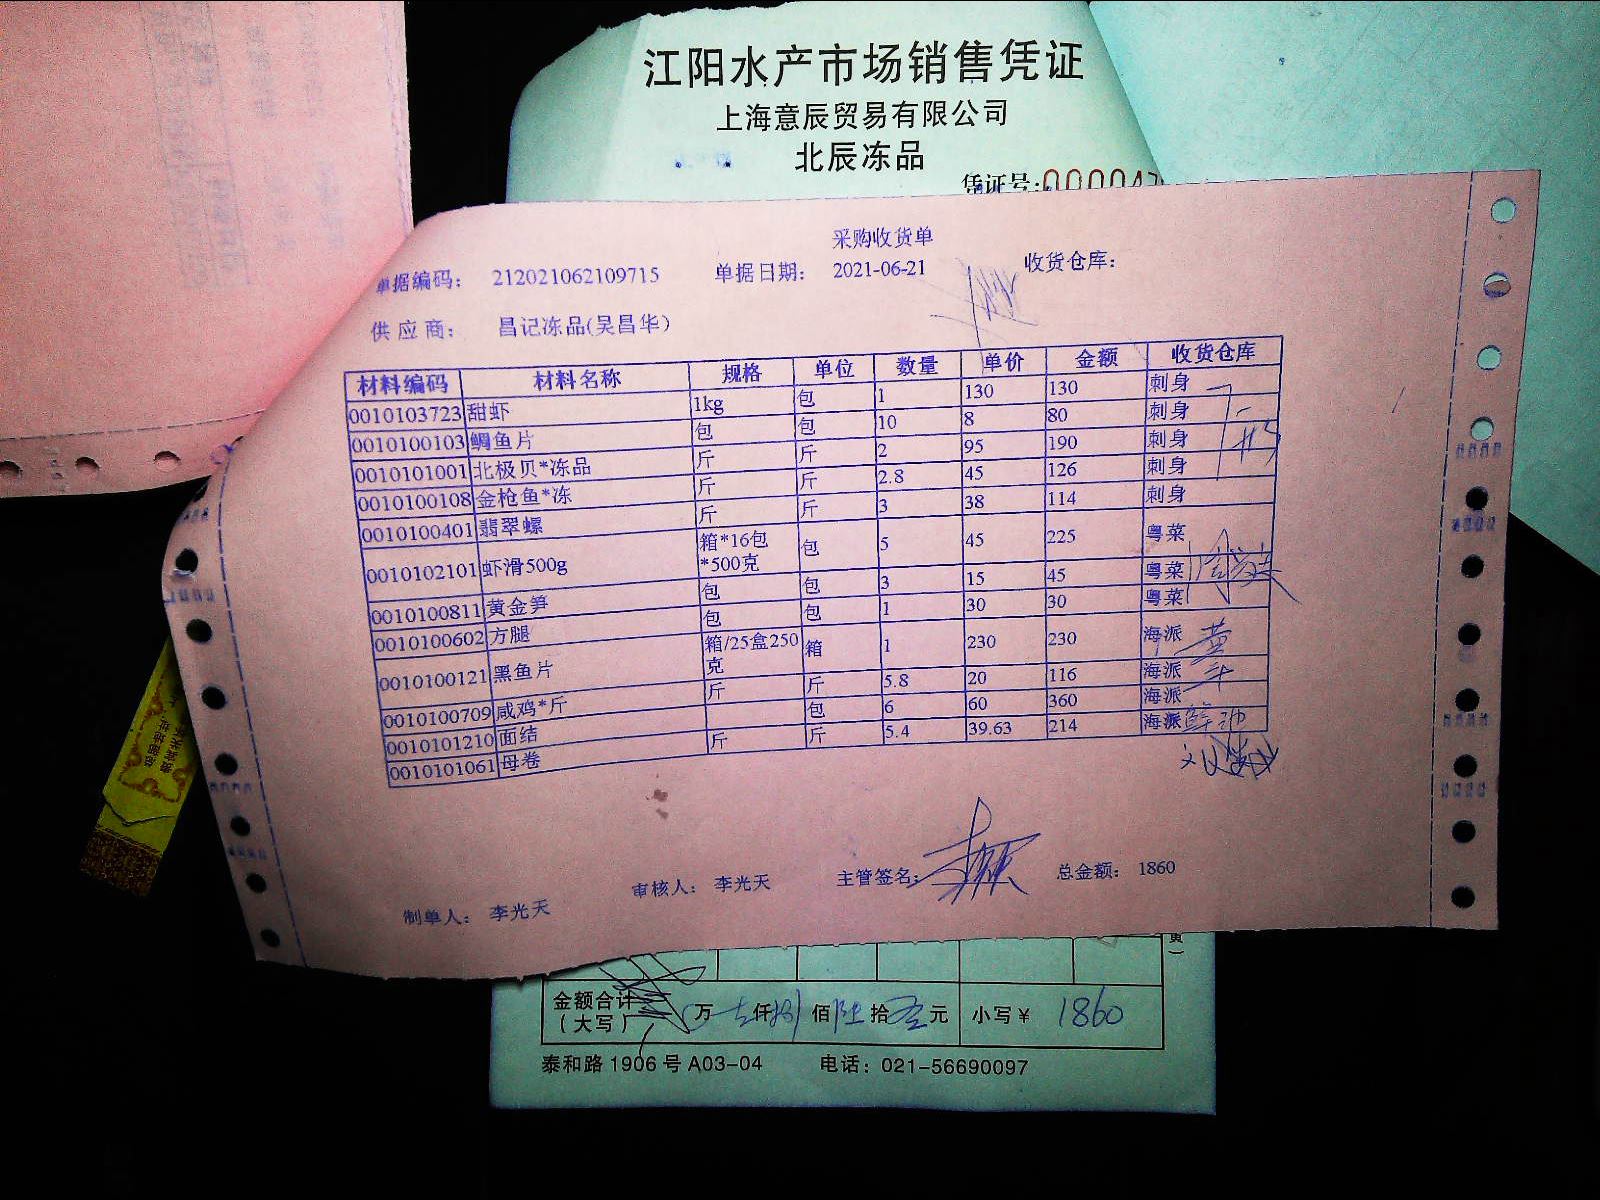 江阳水产市场销售凭证
上海意辰贸易有限公司
北辰冻品
凭证号:000047
采购收货单
单据编码: 212021062109715 单据日期: 2021-06-21 收货仓库:
供应商: 昌记冻品(吴昌华)
材料编码 材料名称 规格 单位 数量 单价 金额 收货仓库
0010103723 甜虾 1kg 包 1 130 130 刺身
0010100103 鲷鱼片 包 包 10 8 80 刺身
0010101001 北极贝*冻品 斤 斤 2 95 190 刺身
0010100108 金枪鱼*冻 斤 斤 2.8 45 126 刺身
0010100401 翡翠螺 斤 斤 3 38 114 刺身
0010102101 虾滑500g 箱*16包*500克 包 5 45 225 粤菜
0010100811 黄金笋 包 包 3 15 45 粤菜
0010100602 方腿 包 包 1 30 30 粤菜
0010100121 黑鱼片 箱/25盒250克 箱 1 230 230 海派
0010100709 咸鸡*斤 斤 斤 5.8 20 116 海派
0010101210 面结 包 6 60 360 海派
0010101061 母卷 斤 斤 5.4 39.63 214 海派
审核人: 李光天 主管签名: 总金额: 1860
制单人: 李光天
金额合计(大写) 万 仟 捌佰 陆拾 元 小写¥ 1860
泰和路1906号A03-04 电话: 021-56690097